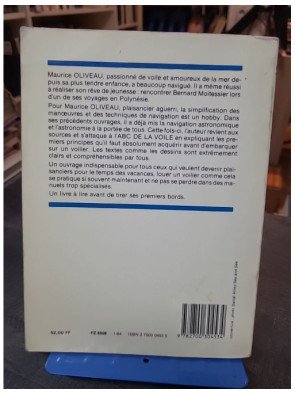 Maurice OLIVEAU, passionné de voile et amoureux de la mer de-
puis sa plus tendre enfance, a beaucoup navigué. Il a même réussi
à réaliser son rêve de jeunesse : rencontrer Bernard Moitessier lors
d'un de ses voyages en Polynésie.
Pour Maurice OLIVEAU, plaisancier aguerri, la simplification des
manœuvres et des techniques de navigation est un hobby. Dans
ses précédents ouvrages, il a déjà mis la navigation astronomique
et l'astronomie à la portée de tous. Cette fois-ci, l'auteur revient aux
sources et s'attaque à l'ABC DE LA VOILE en expliquant les pre-
miers principes qu'il faut absolument acquérir avant d'embarquer
sur un voilier. Les textes comme les dessins sont extrêmement
clairs et compréhensibles par tous.
Un ouvrage indispensable pour tous ceux qui veulent devenir plai-
sanciers pour le temps des vacances, louer un voilier comme cela
se pratique si souvent maintenant et ne pas se perdre dans des ma-
nuels trop spécialisés.
Un livre à lire avant de tirer ses premiers bords.
9 782700 304534